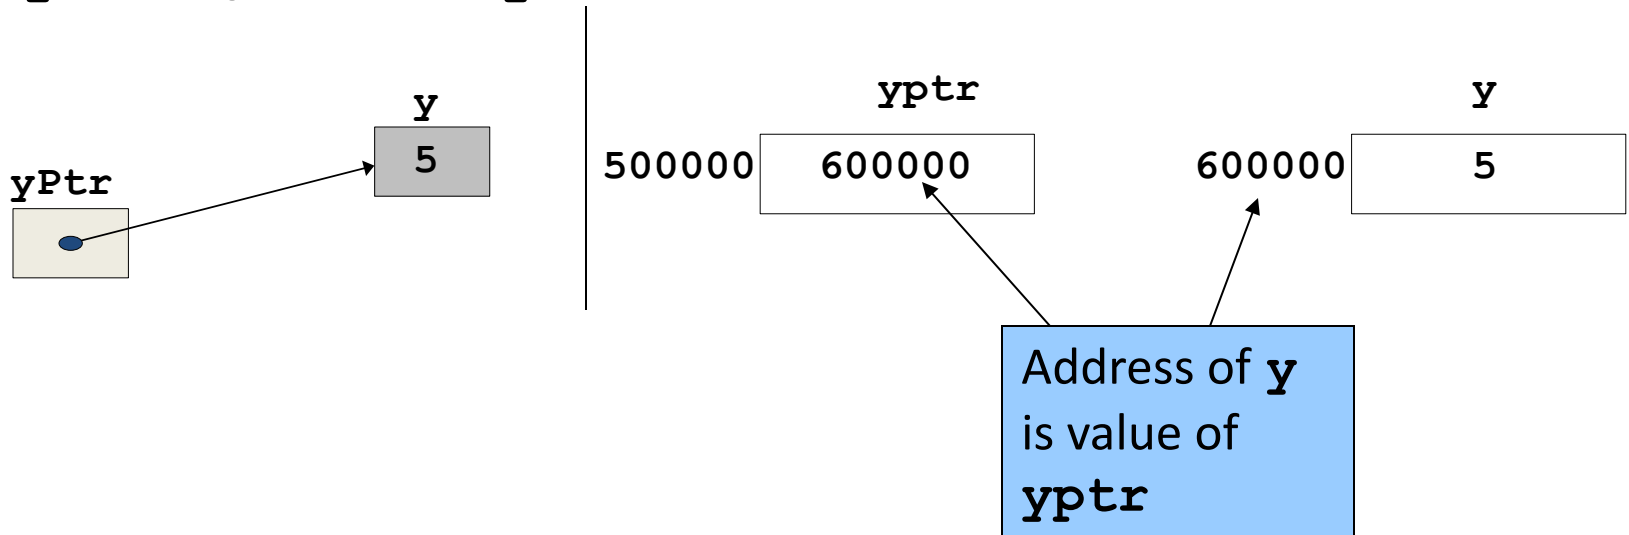 y
5
yPtr
yptr y
500000 600000 600000 5
Address of y
is value of
yptr